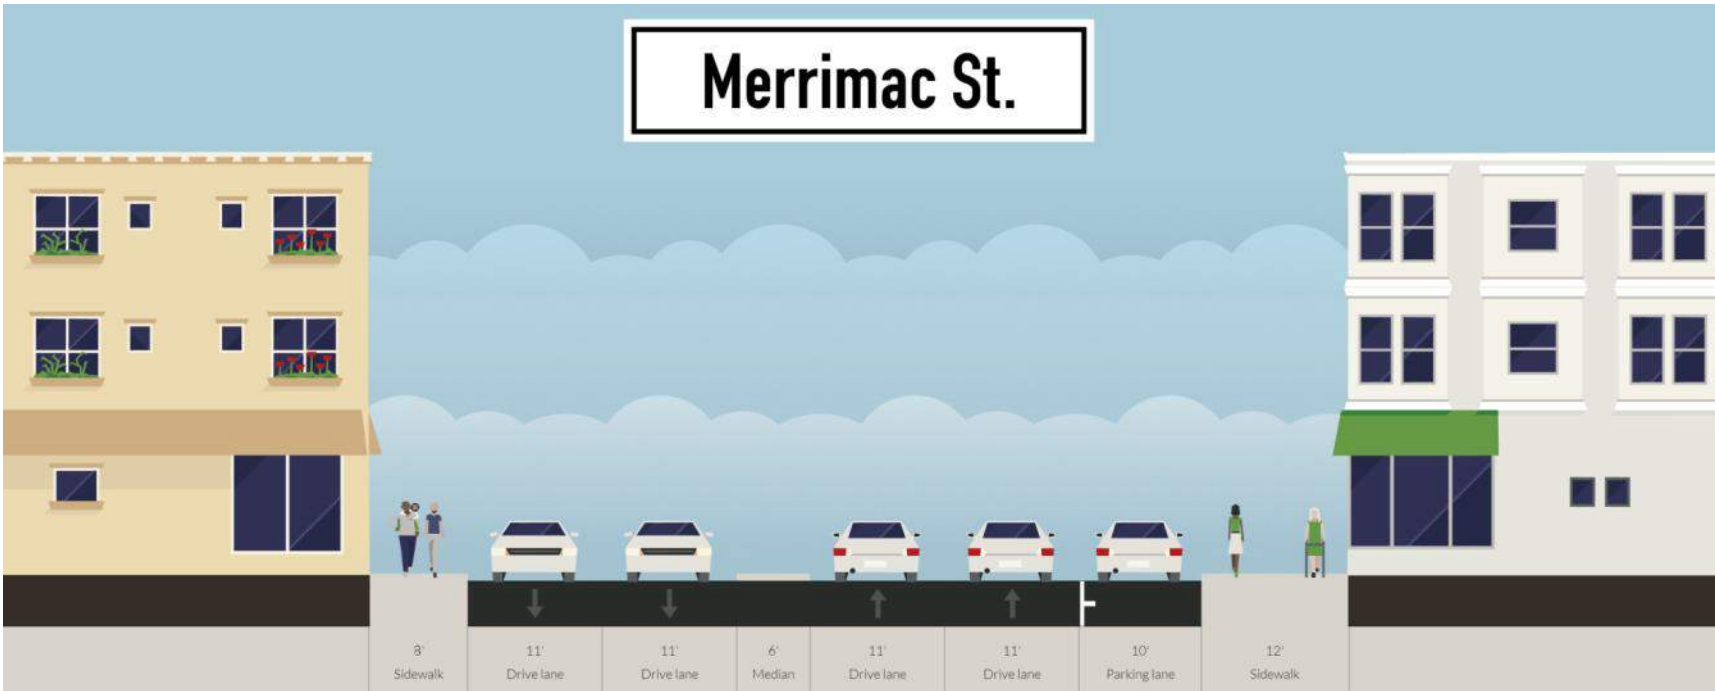 Merrimac St.
8' 11' 11' 6' 11' 11' 10' 12'
Sidewalk Drive lane Drive lane Median Drive lane Drive lane Parking lane Sidewalk